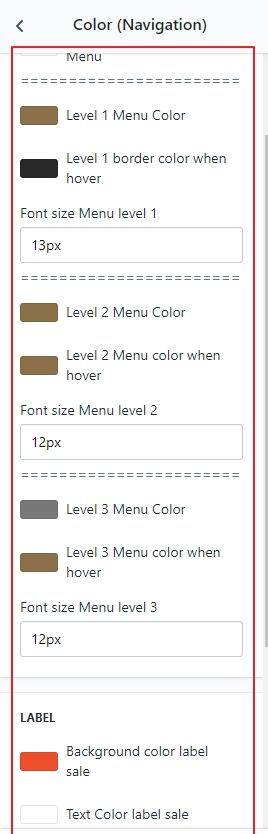 Color (Navigation)
Menu
======================
Level 1 Menu Color
Level 1 border color when
hover
Font size Menu level 1
13px
======================
Level 2 Menu Color
Level 2 Menu color when
hover
Font size Menu level 2
12px
======================
Level 3 Menu Color
Level 3 Menu color when
hover
Font size Menu level 3
12px
LABEL
Background color label
sale
Text Color label sale